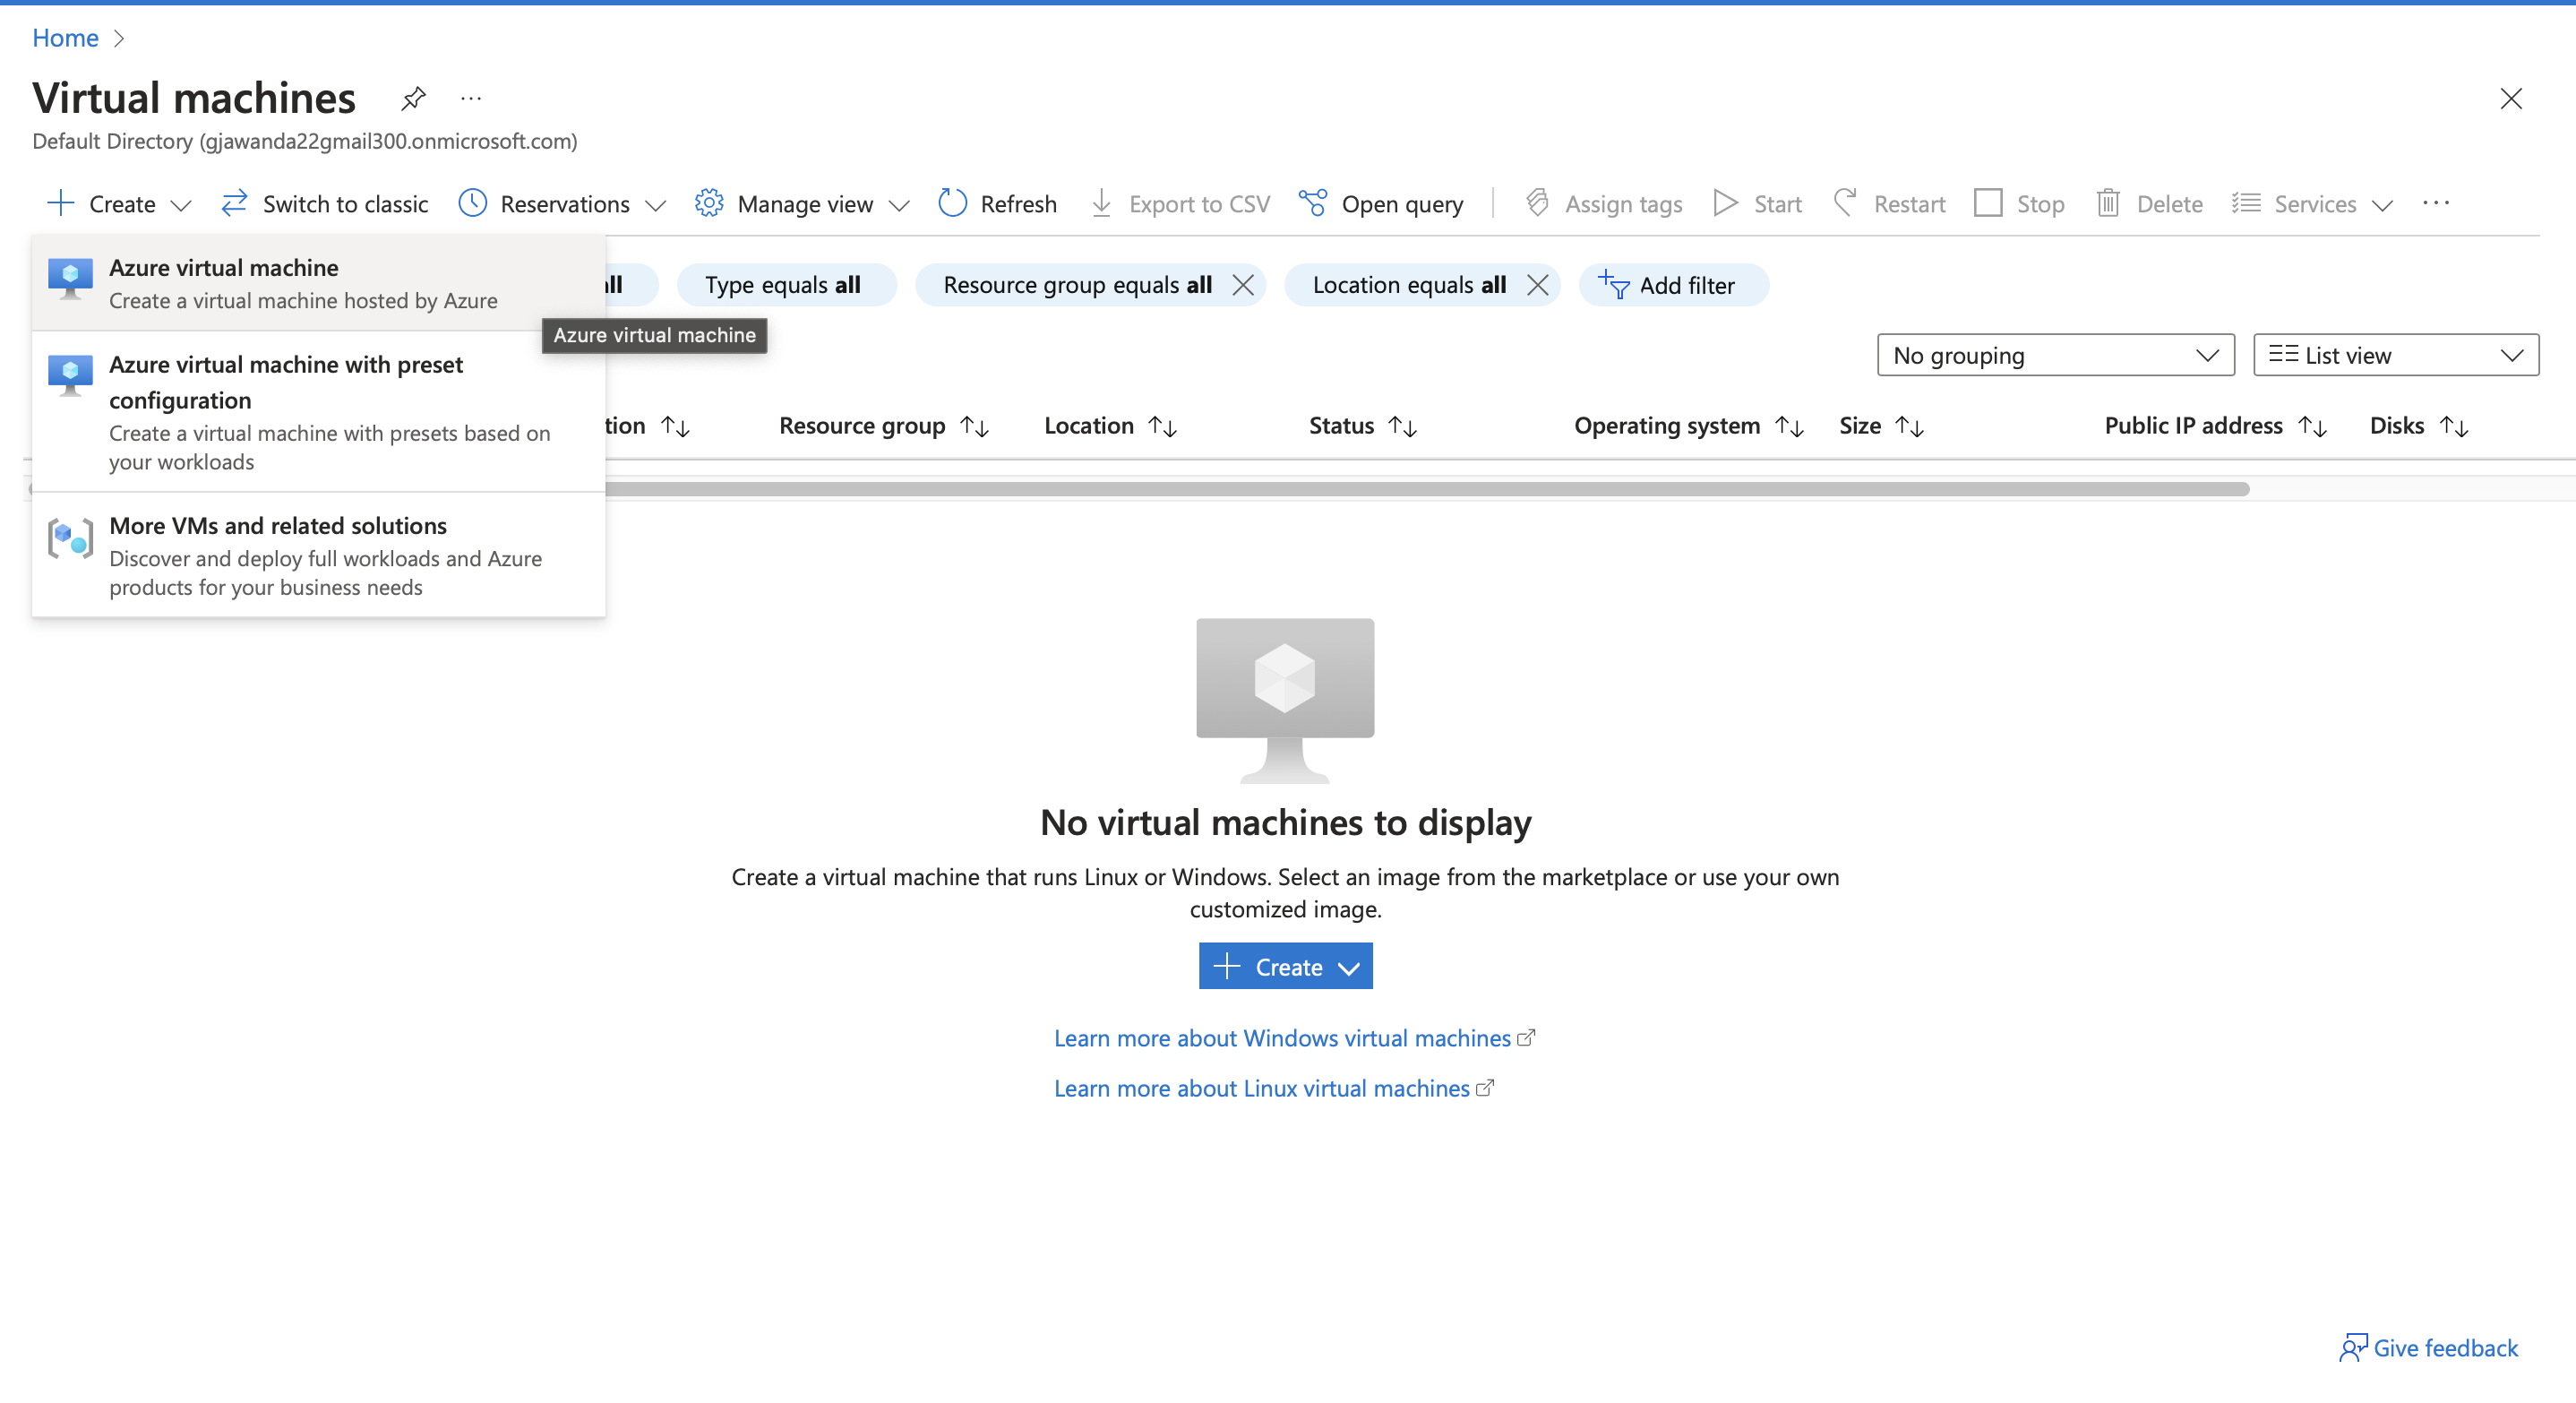 Home
Virtual machines
Default Directory (gjawanda22gmail300.onmicrosoft.com)
Create Switch to classic Reservations Manage view Refresh Export to CSV Open query Assign tags Start Restart Stop Delete Services
Azure virtual machine
Create a virtual machine hosted by Azure
Azure virtual machine with preset
configuration
Create a virtual machine with presets based on
your workloads
More VMs and related solutions
Discover and deploy full workloads and Azure
products for your business needs
Type equals all Resource group equals all Location equals all Add filter
Azure virtual machine
No grouping List view
Resource group Location Status Operating system Size Public IP address Disks
No virtual machines to display
Create a virtual machine that runs Linux or Windows. Select an image from the marketplace or use your own
customized image.
Create
Learn more about Windows virtual machines
Learn more about Linux virtual machines
Give feedback